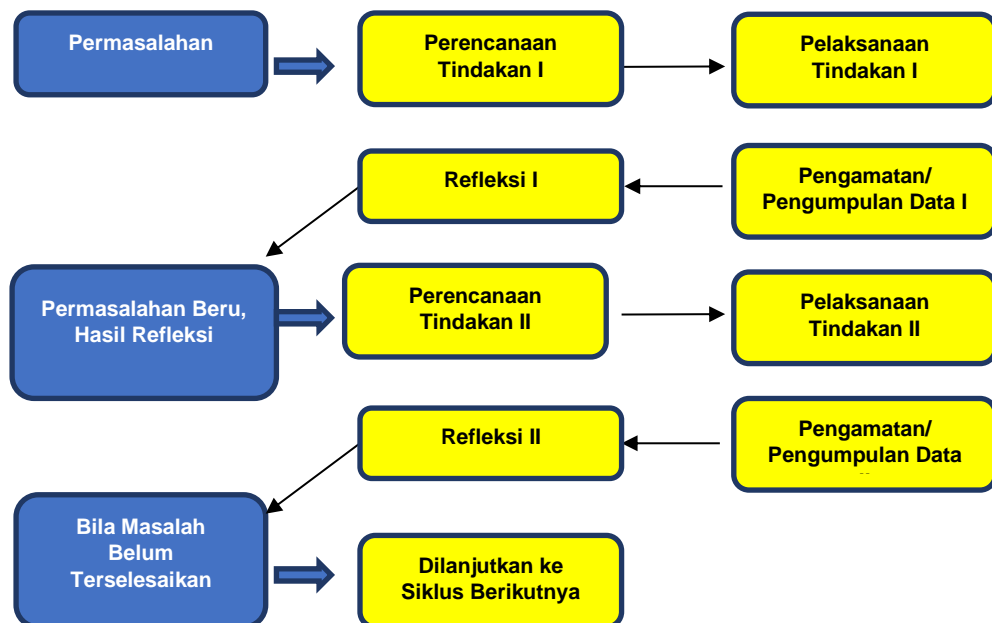 Permasalahan
Perencanaan
Tindakan I
Pelaksanaan
Tindakan I
Refleksi I
Pengamatan/
Pengumpulan Data I
Permasalahan Beru,
Hasil Refleksi
Perencanaan
Tindakan II
Pelaksanaan
Tindakan II
Refleksi II
Pengamatan/
Pengumpulan Data
Bila Masalah
Belum
Terselesaikan
Dilanjutkan ke
Siklus Berikutnya